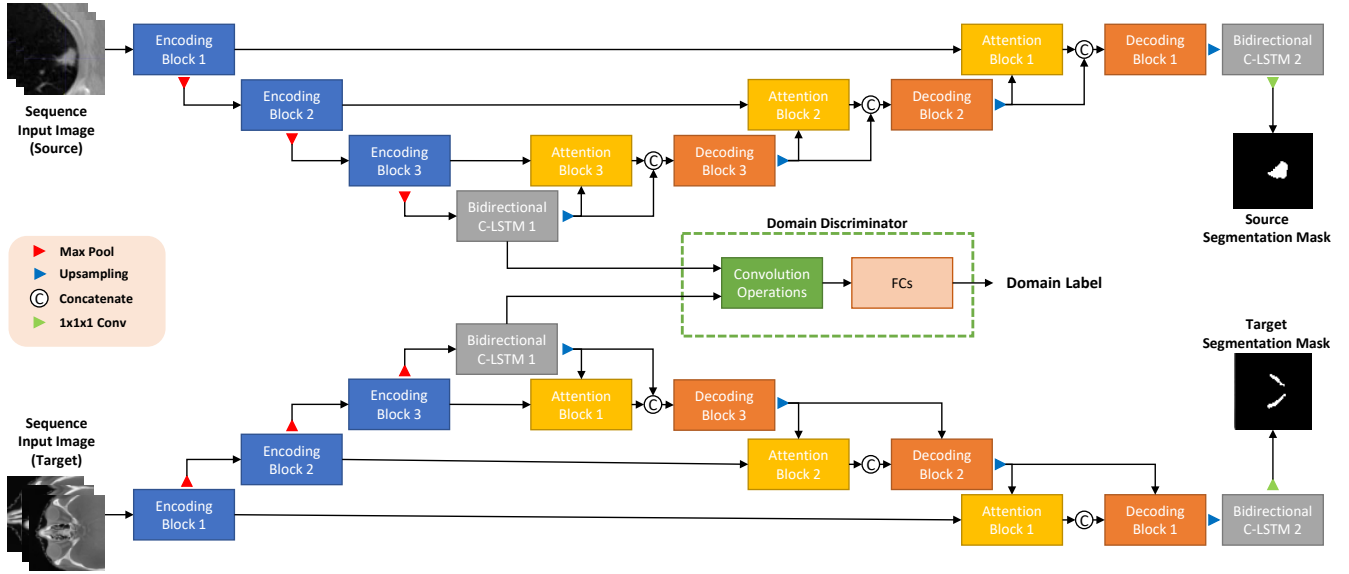 Encoding
Block 1
Attention
Block 1
C
Decoding
Block 1
Bidirectional
C-LSTM 2
Sequence
Input Image
(Source)
Encoding
Block 2
Attention
Block 2
C
Decoding
Block 2
Encoding
Block 3
Attention
Block 3
C
Decoding
Block 3
Bidirectional
C-LSTM 1
Source
Segmentation Mask
Max Pool
Upsampling
C Concatenate
1x1x1 Conv
Domain Discriminator
Convolution
Operations
FCs
Domain Label
Target
Segmentation Mask
Bidirectional
C-LSTM 1
Encoding
Block 3
Attention
Block 1
C
Decoding
Block 3
Sequence
Input Image
(Target)
Encoding
Block 2
Attention
Block 2
C
Decoding
Block 2
Encoding
Block 1
Attention
Block 1
C
Decoding
Block 1
Bidirectional
C-LSTM 2